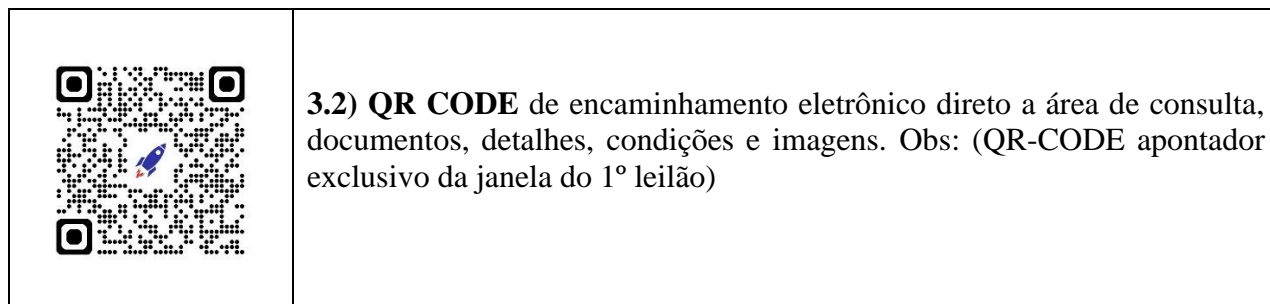 3.2) QR CODE de encaminhamento eletrônico direto a área de consulta,
documentos, detalhes, condições e imagens. Obs: (QR-CODE apontador
exclusivo da janela do 1º leilão)